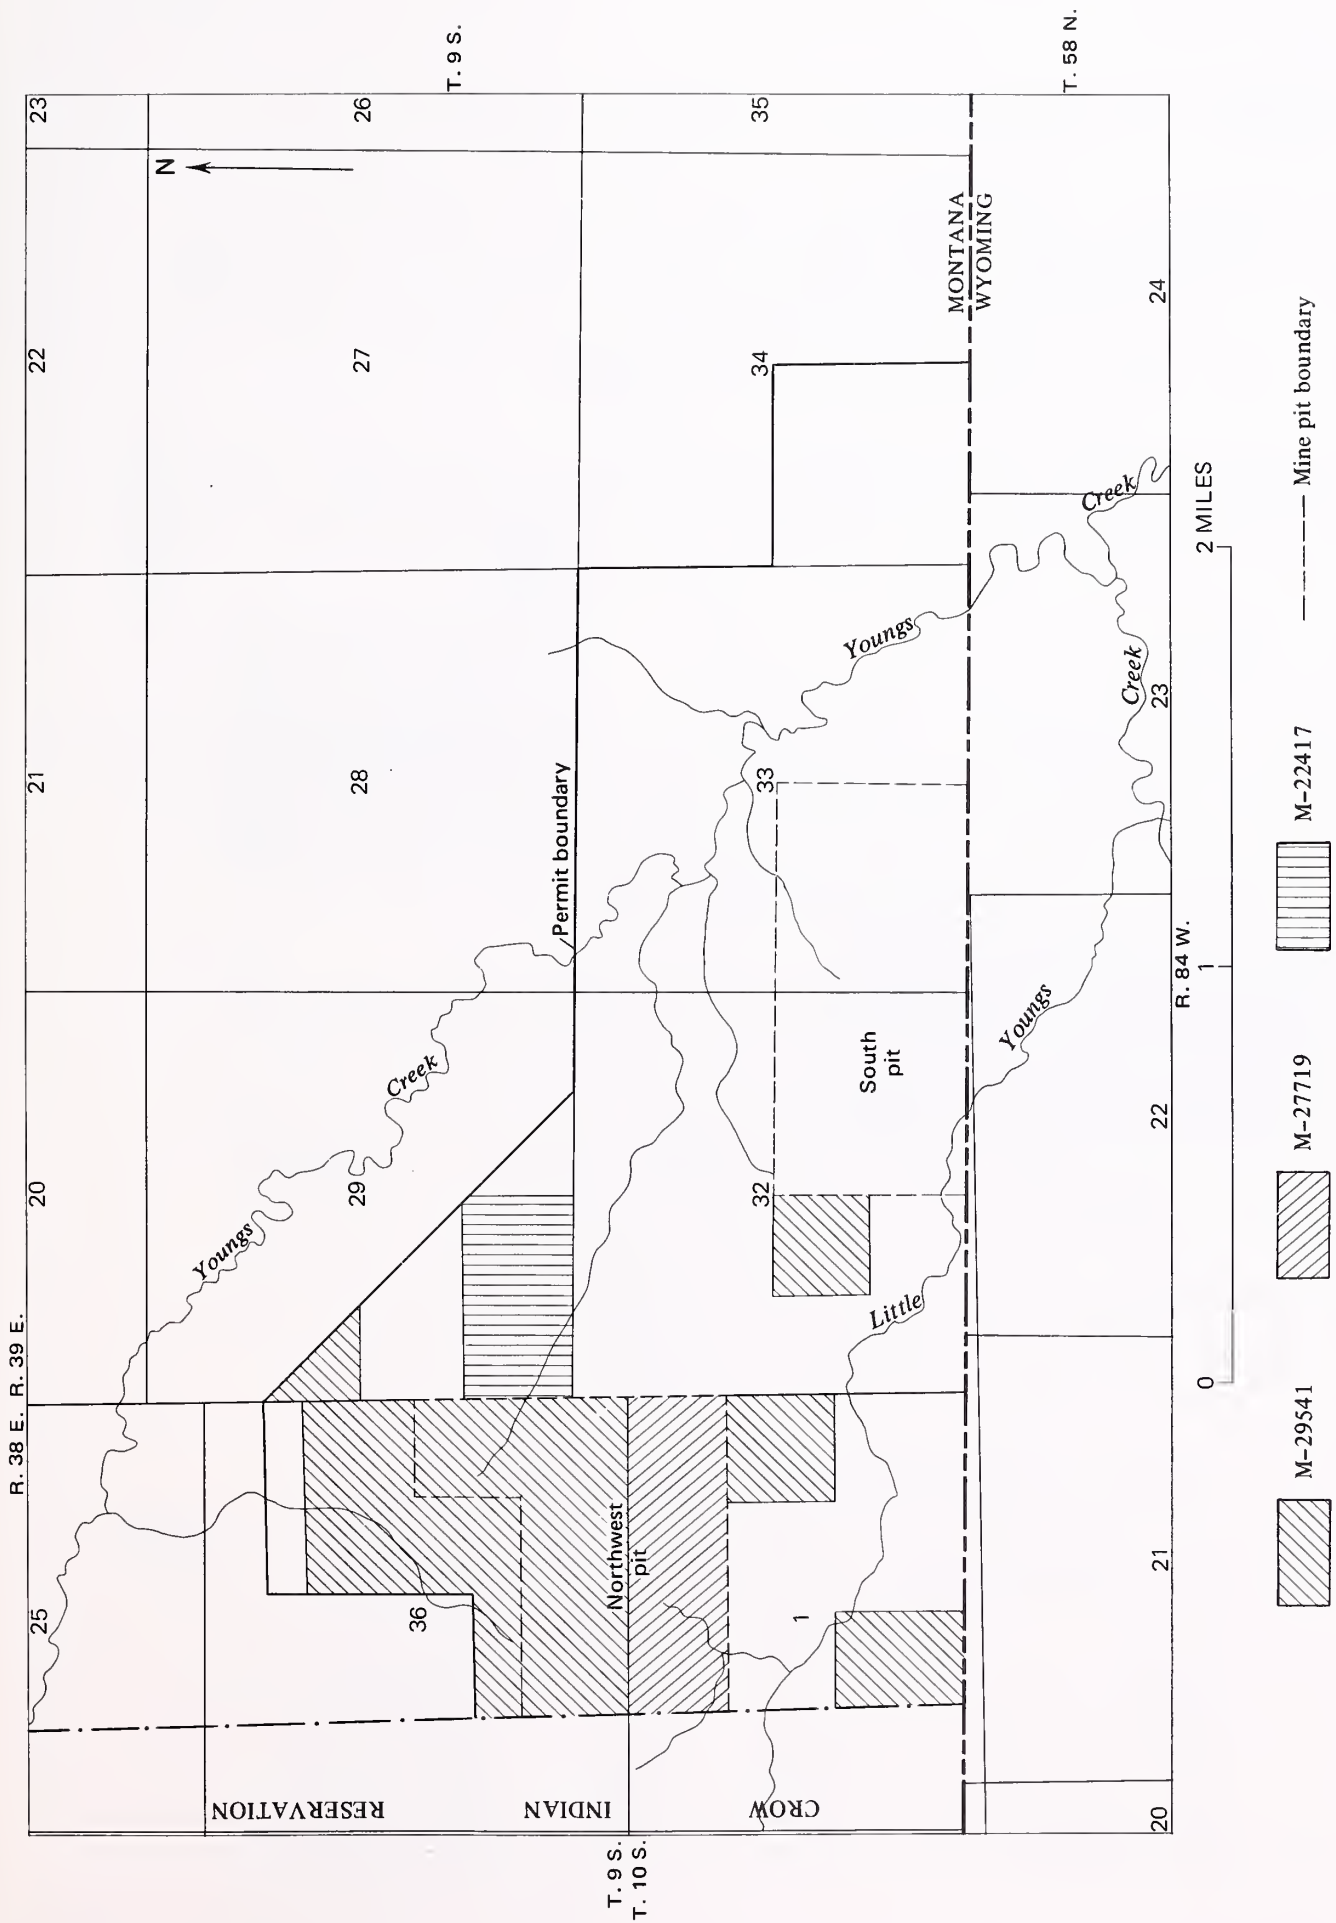 R. 38 E. R. 39 E.
25
20
21
22
23
N
Youngs
Creek
36
29
28
27
26
T. 9 S.
RESERVATION
INDIAN
CROW
Permit boundary
T. 9 S.
T. 10 S.
Northwest
pit
1
32
33
34
35
South
pit
Little
Youngs
Creek
Youngs
Creek
MONTANA
WYOMING
20
21
22
23
24
T. 58 N.
R. 84 W.
0
1
2 MILES
M-29541
M-27719
M-22417
Mine pit boundary